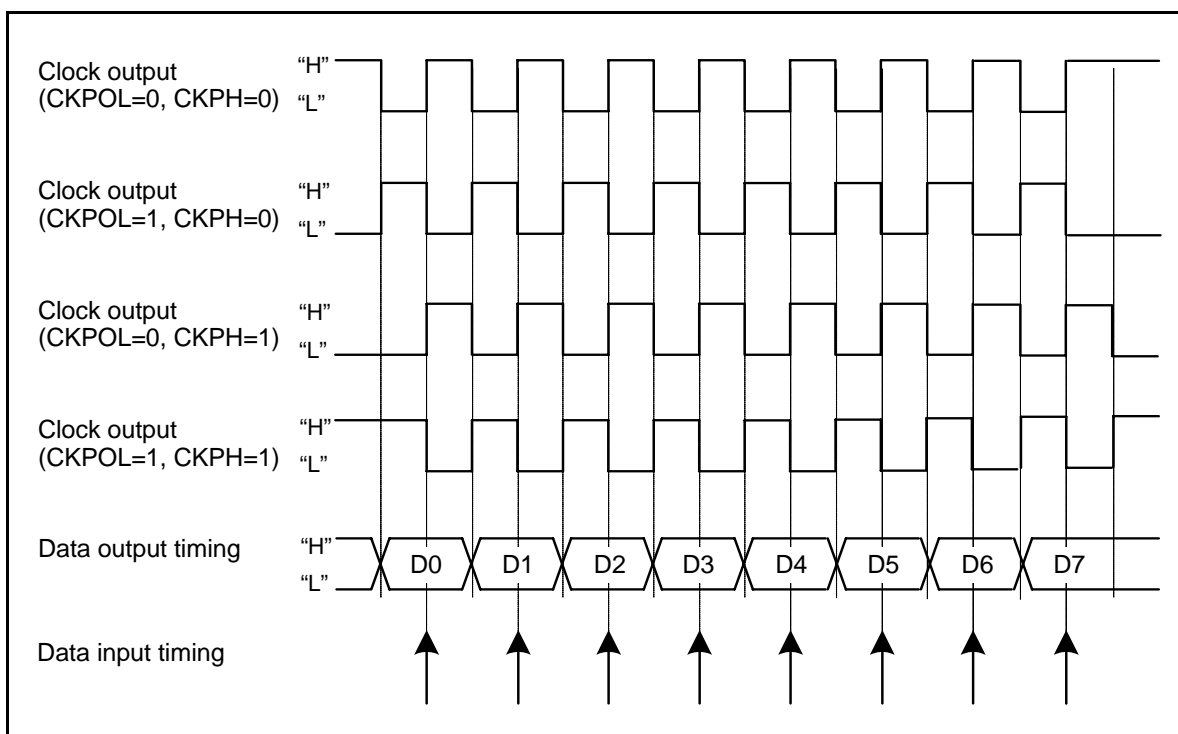 Clock output
(CKPOL=0, CKPH=0)
“H”
“L”
Clock output
(CKPOL=1, CKPH=0)
“H”
“L”
Clock output
(CKPOL=0, CKPH=1)
“H”
“L”
Clock output
(CKPOL=1, CKPH=1)
“H”
“L”
Data output timing
“H”
“L”
D0 D1 D2 D3 D4 D5 D6 D7
Data input timing